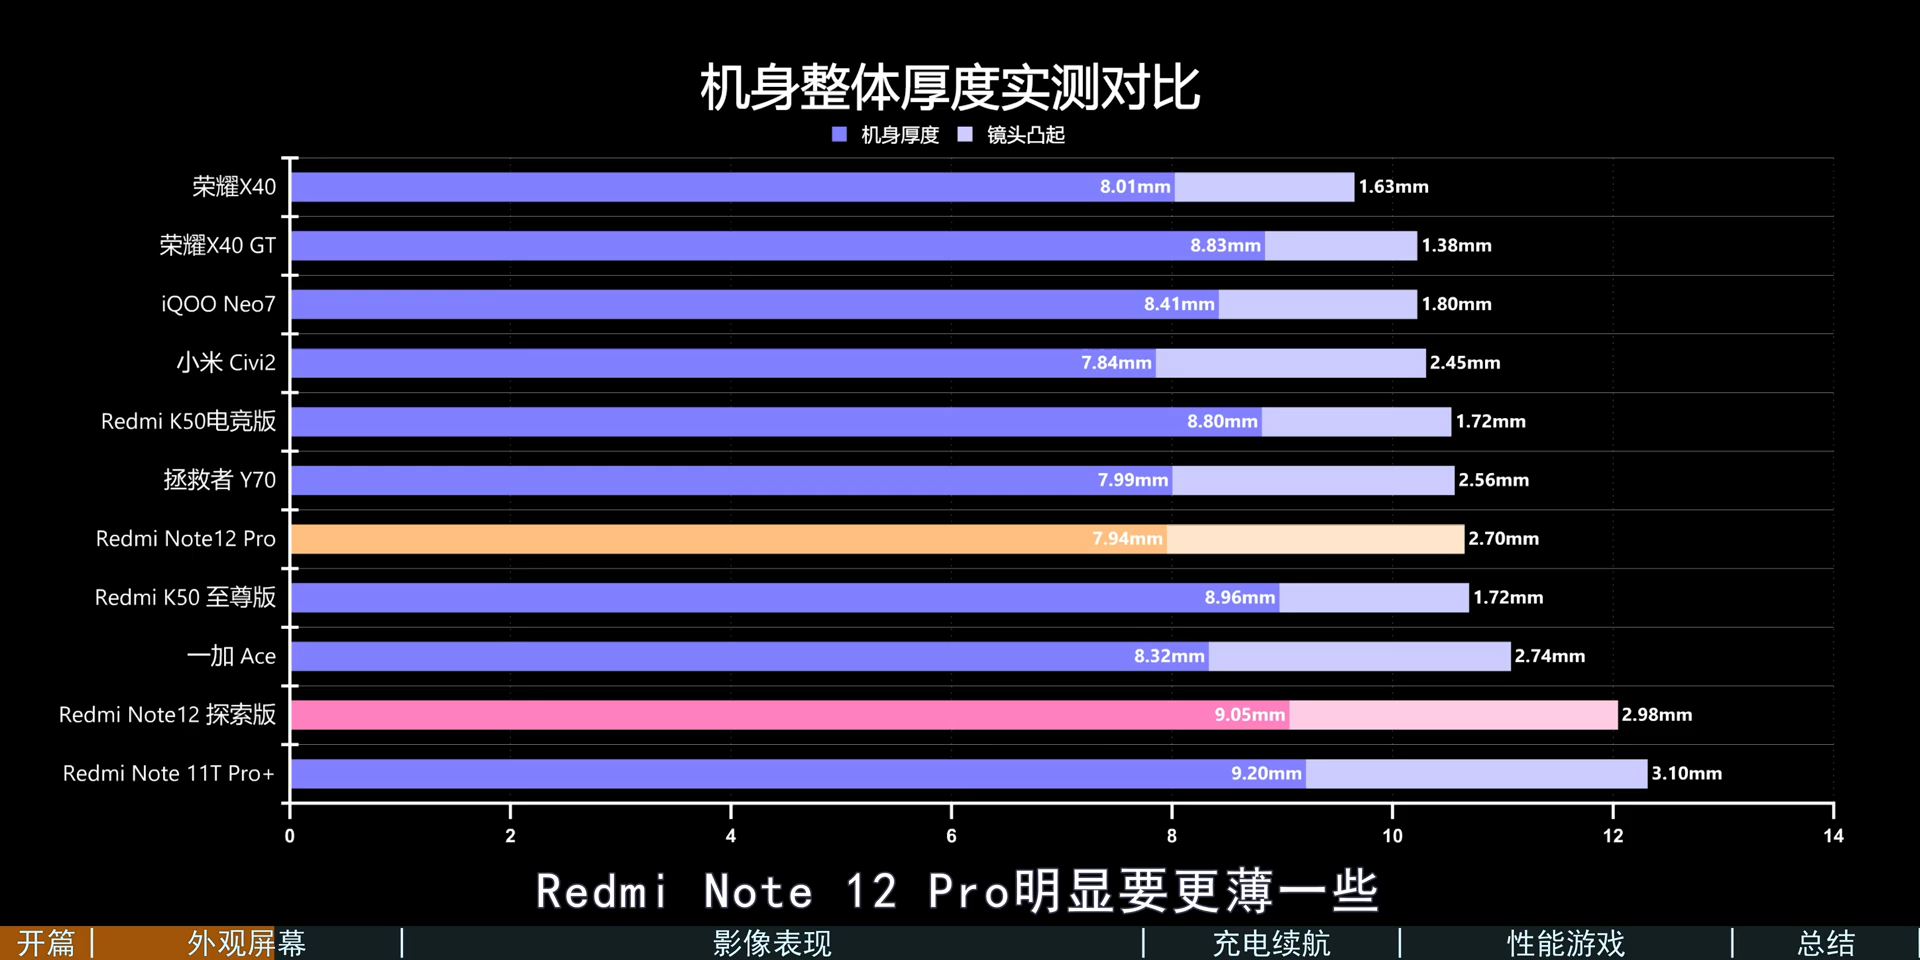 机身整体厚度实测对比
机身厚度 镜头凸起
荣耀X40 8.01mm 1.63mm
荣耀X40 GT 8.83mm 1.38mm
iQOO Neo7 8.41mm 1.80mm
小米 Civi2 7.84mm 2.45mm
Redmi K50电竞版 8.80mm 1.72mm
拯救者 Y70 7.99mm 2.56mm
Redmi Note12 Pro 7.94mm 2.70mm
Redmi K50 至尊版 8.96mm 1.72mm
一加 Ace 8.32mm 2.74mm
Redmi Note12 探索版 9.05mm 2.98mm
Redmi Note 11T Pro+ 9.20mm 3.10mm
0 2 4 6 8 10 12 14
Redmi Note 12 Pro明显要更薄一些
开篇 外观屏幕 影像表现 充电续航 性能游戏 总结